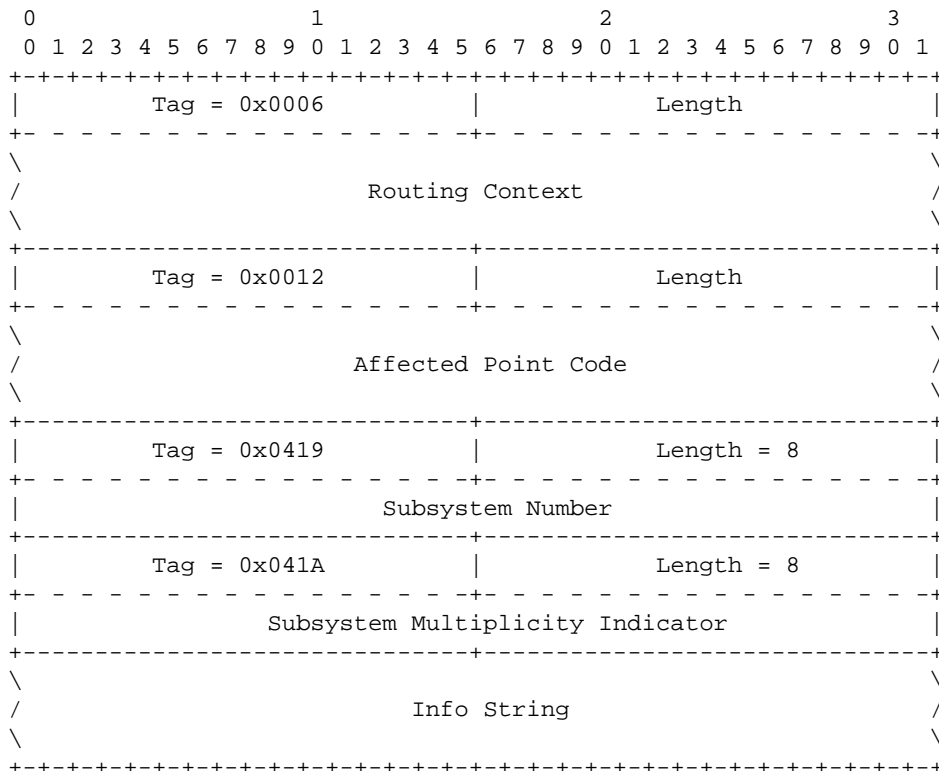 0                   1                   2                   3
0 1 2 3 4 5 6 7 8 9 0 1 2 3 4 5 6 7 8 9 0 1 2 3 4 5 6 7 8 9 0 1
Tag = 0x0006 Length
Routing Context
Tag = 0x0012 Length
Affected Point Code
Tag = 0x0419 Length = 8
Subsystem Number
Tag = 0x041A Length = 8
Subsystem Multiplicity Indicator
Info String